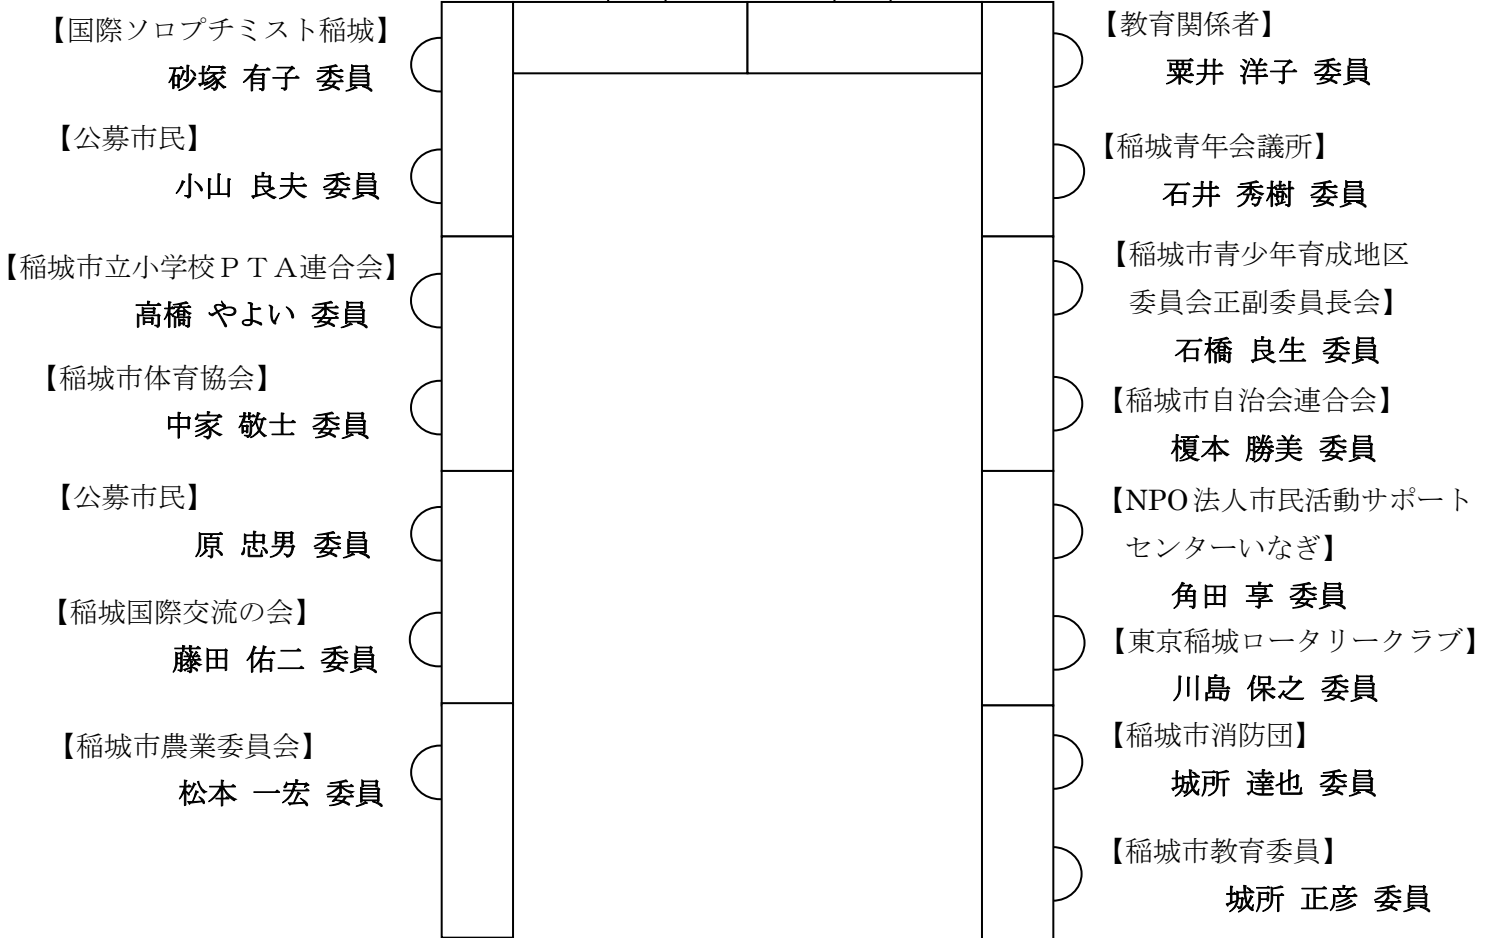 【国際ソロプチミスト稲城】
砂塚 有子 委員
【公募市民】
小山 良夫 委員
【稲城市立小学校ＰＴＡ連合会】
高橋 やよい 委員
【稲城市体育協会】
中家 敬士 委員
【公募市民】
原 忠男 委員
【稲城国際交流の会】
藤田 佑二 委員
【稲城市農業委員会】
松本 一宏 委員
【教育関係者】
粟井 洋子 委員
【稲城青年会議所】
石井 秀樹 委員
【稲城市青少年育成地区
委員会正副委員長会】
石橋 良生 委員
【稲城市自治会連合会】
榎本 勝美 委員
【NPO法人市民活動サポート
センターいなぎ】
角田 享 委員
【東京稲城ロータリークラブ】
川島 保之 委員
【稲城市消防団】
城所 達也 委員
【稲城市教育委員】
城所 正彦 委員